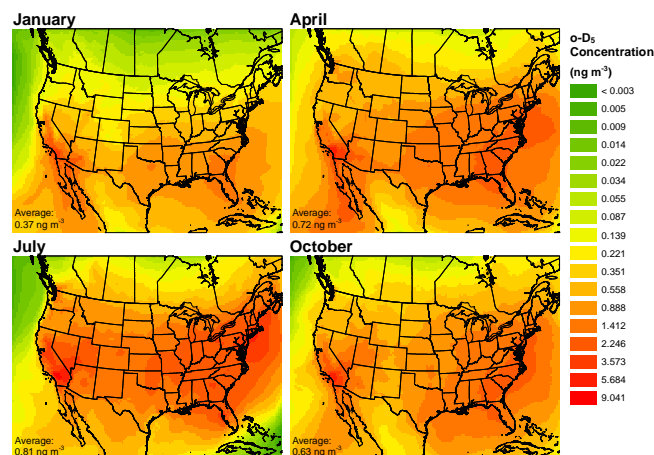 January
April
Average:
0.37 ng m⁻³
Average:
0.72 ng m⁻³
July
October
Average:
0.81 ng m⁻³
Average:
0.63 ng m⁻³
o-D₅
Concentration
(ng m⁻³)
< 0.003
0.005
0.009
0.014
0.022
0.034
0.055
0.087
0.139
0.221
0.351
0.558
0.888
1.412
2.246
3.573
5.684
9.041